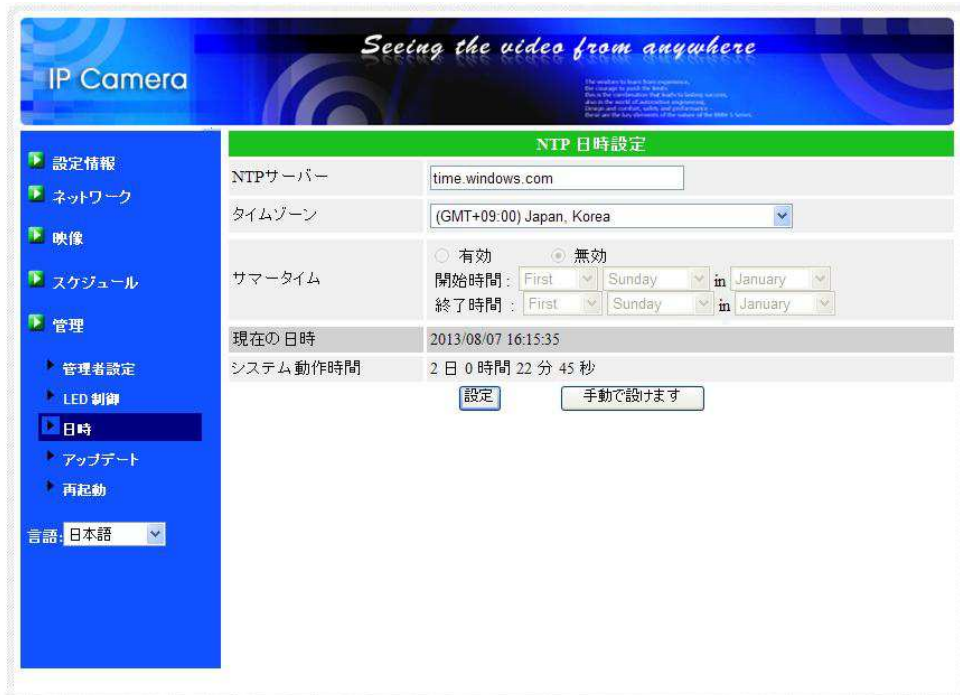 Seeing the video from anywhere
IP Camera
設定情報
ネットワーク
映像
スケジュール
管理
管理者設定
LED 制御
日時
アップデート
再起動
言語: 日本語
NTP 日時設定
NTPサーバー time.windows.com
タイムゾーン (GMT+09:00) Japan, Korea
サマータイム
有効 無効
開始時間 : First Sunday in January
終了時間 : First Sunday in January
現在の日時 2013/08/07 16:15:35
システム動作時間 2 日 0 時間 22 分 45 秒
設定 手動で設けます